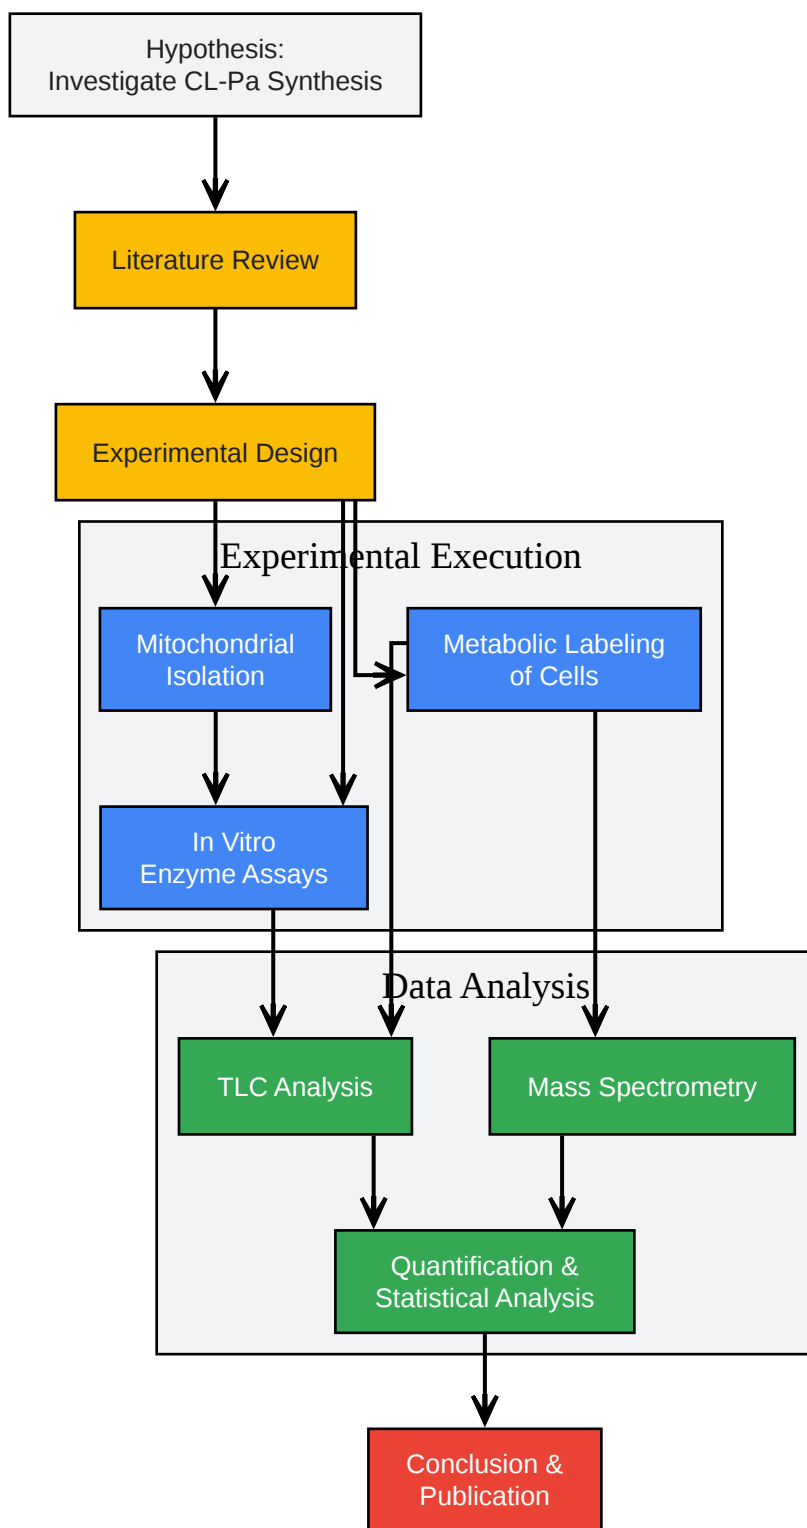 Hypothesis:
Investigate CL-Pa Synthesis
Literature Review
Experimental Design
Experimental Execution
Mitochondrial
Isolation
Metabolic Labeling
of Cells
In Vitro
Enzyme Assays
Data Analysis
TLC Analysis
Mass Spectrometry
Quantification &
Statistical Analysis
Conclusion &
Publication